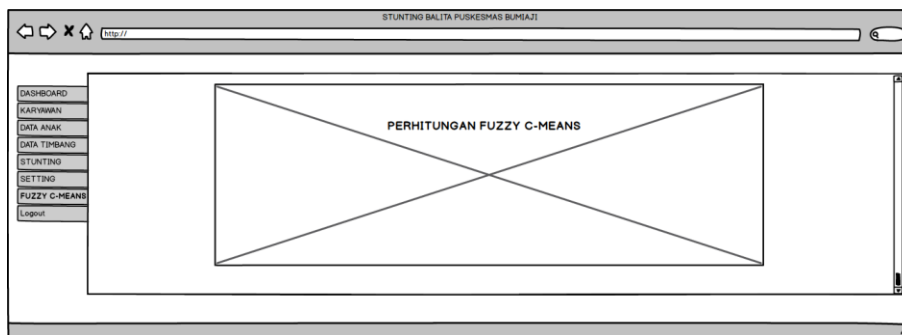 STUNTING BALITA PUSKESMAS BUMIAJI
http://
DASHBOARD
KARYAWAN
DATA ANAK
DATA TIMBANG
STUNTING
SETTING
FUZZY C-MEANS
Logout
PERHITUNGAN FUZZY C-MEANS